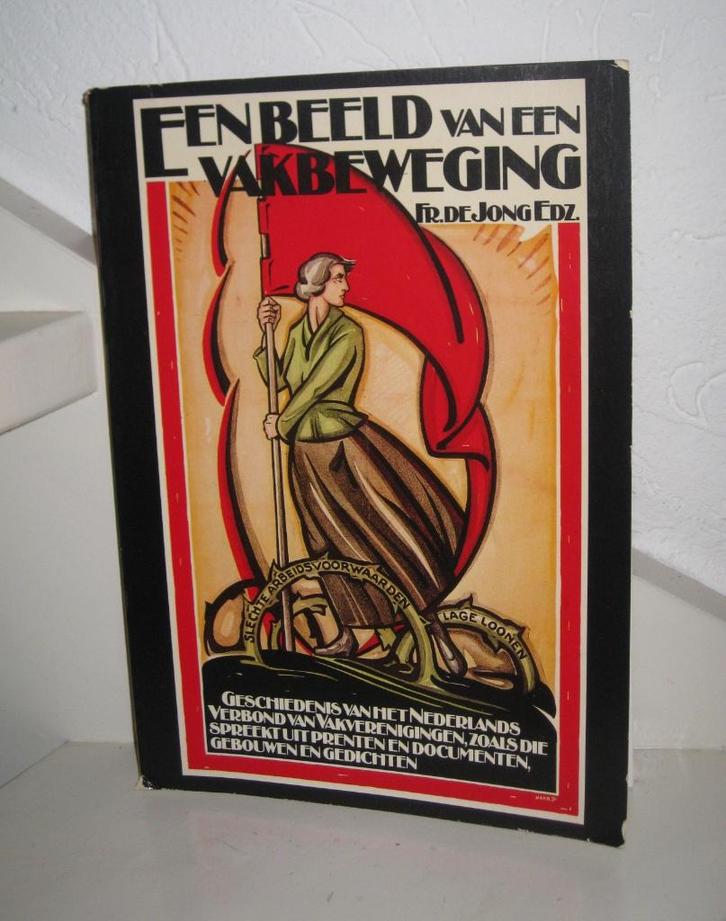 EEN BEELD VAN EEN
VAKBEWEGING
FR. DE JONG EDZ.
SLECHTE ARBEIDSVOORWAARDEN
LAGE LOONEN
GESCHIEDENIS VAN HET NEDERLANDS
VERBOND VAN VAKVERENIGINGEN, ZOALS DIE
SPREEKT UIT PRENTEN EN DOCUMENTEN,
GEBOUWEN EN GEDICHTEN